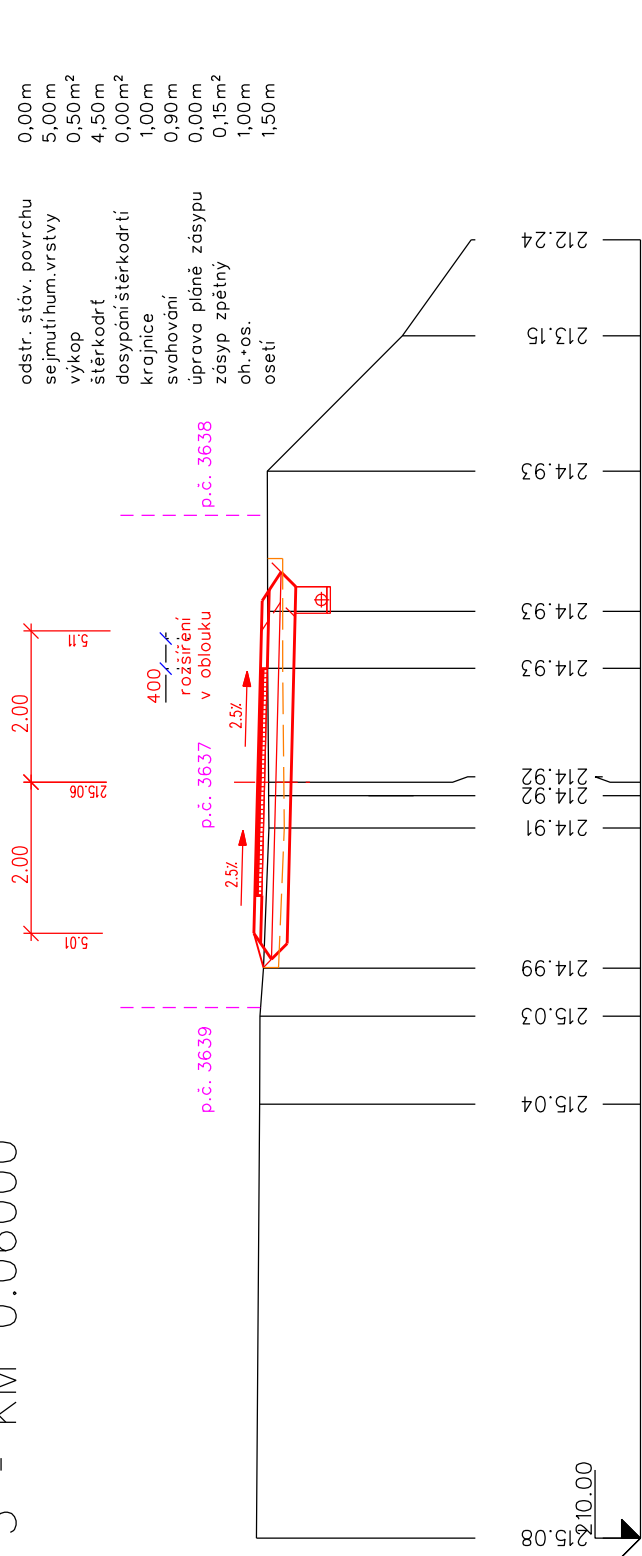 5 - KM 0.06000
odstr. stáv. povrchu 0,00m
sejmutí hum.vrstvy 5,00m
výkop 0,50m²
štěrkodrť 4,50m
dosypání štěrkodrtí 0,00m²
krajnice 1,00m
svahování 0,90m
úprava pláně zásypu 0,00m
zásyp zpětný 0,15m²
oh.+os. 1,00m
osetí 1,50m
2.00
2.00
5.01
215.06
5.11
400
rozšíření
v oblouku
p.č. 3639
p.č. 3637
p.č. 3638
2.5%
2.5%
215.08
215.04
215.03
214.99
214.91
214.92
214.92
214.93
214.93
214.93
213.15
212.24
210.00